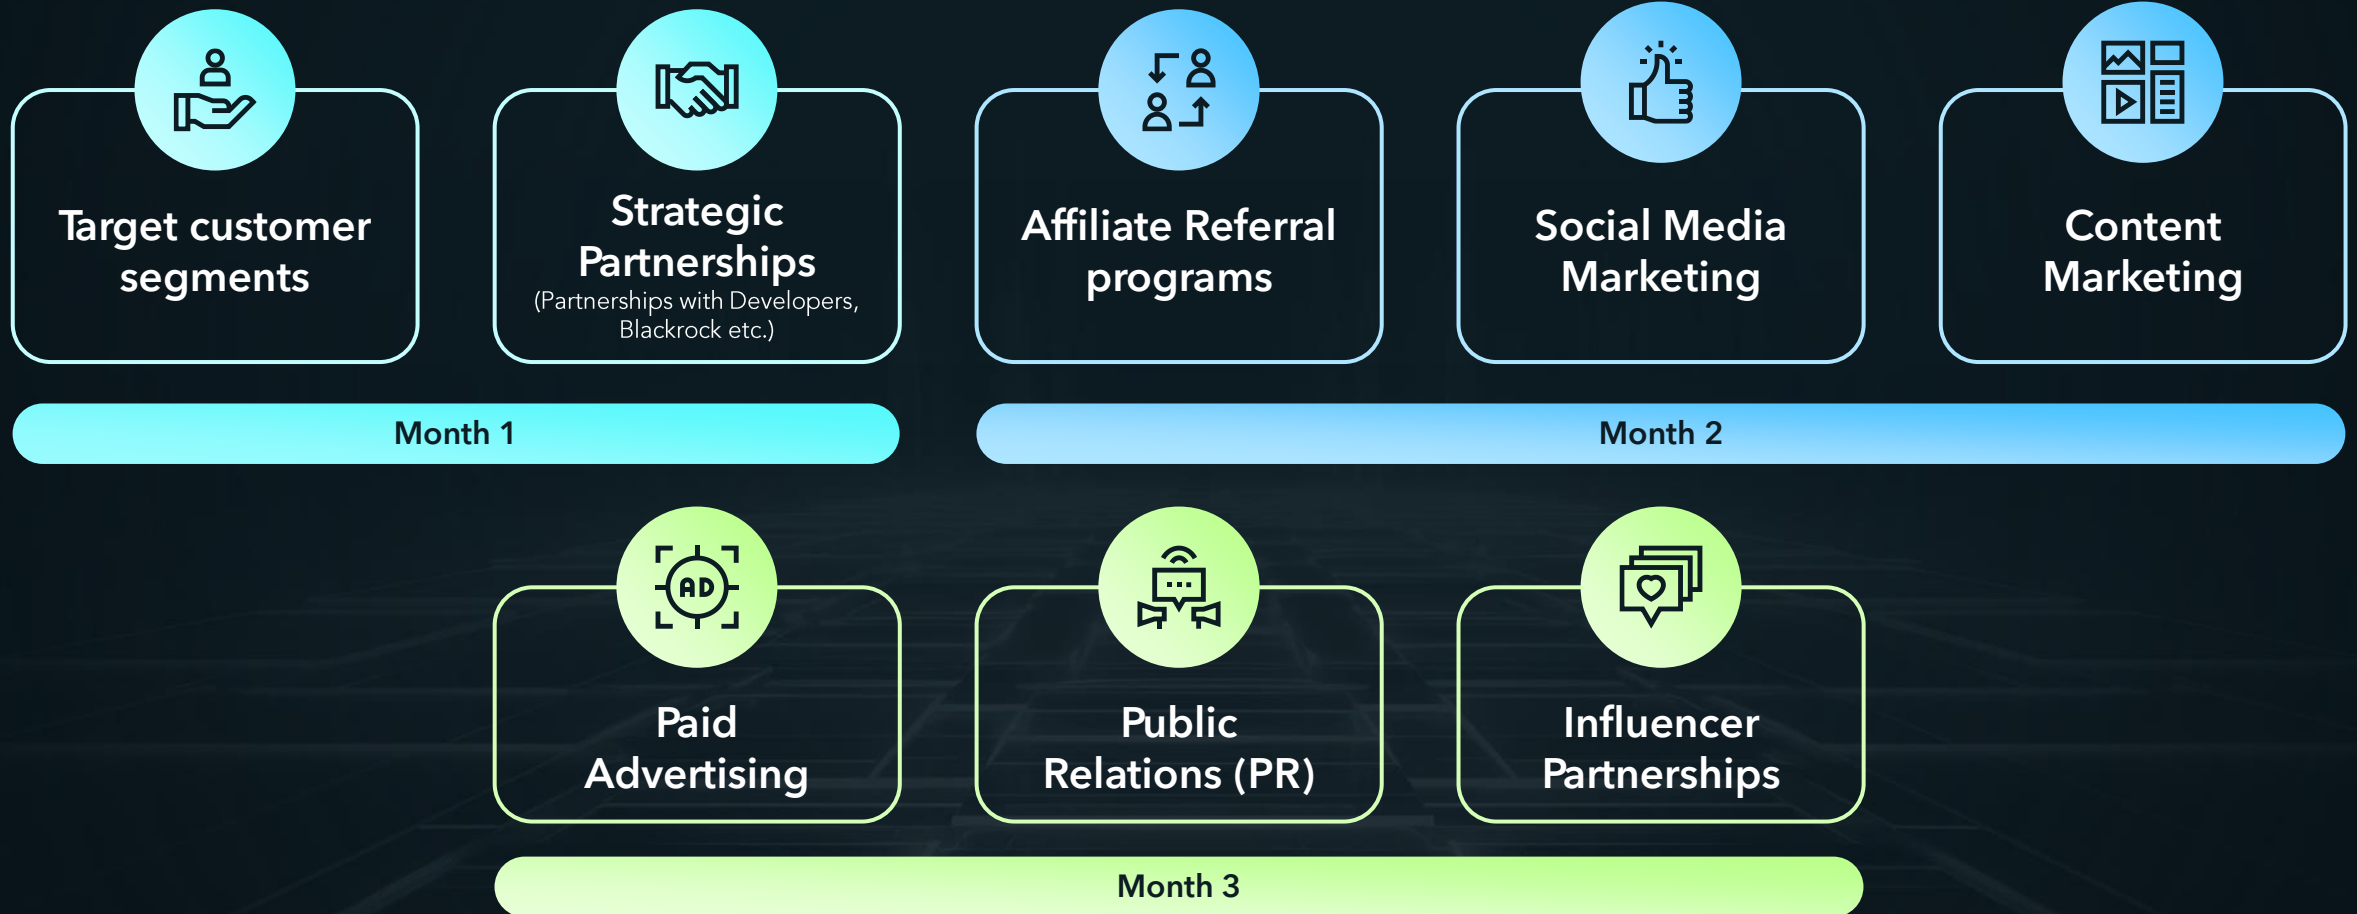 Target customer
segments
Strategic
Partnerships
(Partnerships with Developers,
Blackrock etc.)
Affiliate Referral
programs
Social Media
Marketing
Content
Marketing
Month 1
Month 2
AD
Paid
Advertising
Public
Relations (PR)
Influencer
Partnerships
Month 3